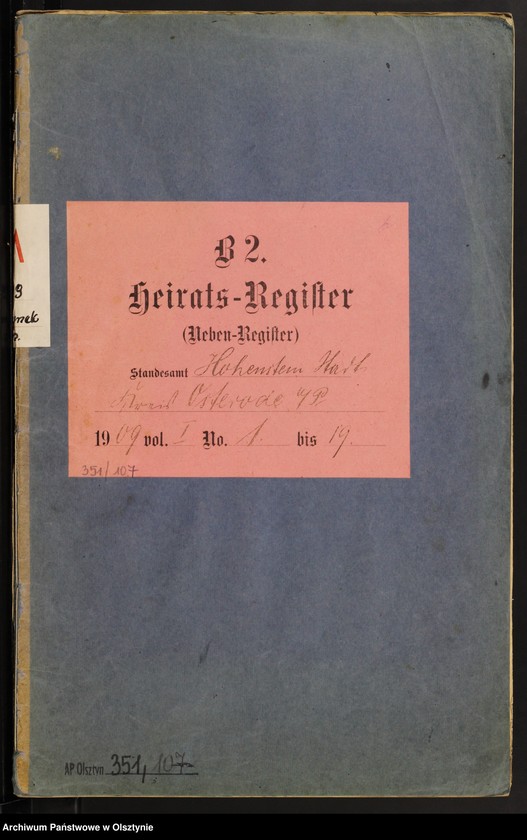 B 2.
Heirats-Register
(Neben-Register)
Standesamt Hohenstein Stadt
Kreis Osterode
1909 vol. I No. 1. bis 19.
351/107
AP Olsztyn 351, 107
Archiwum Państwowe w Olsztynie